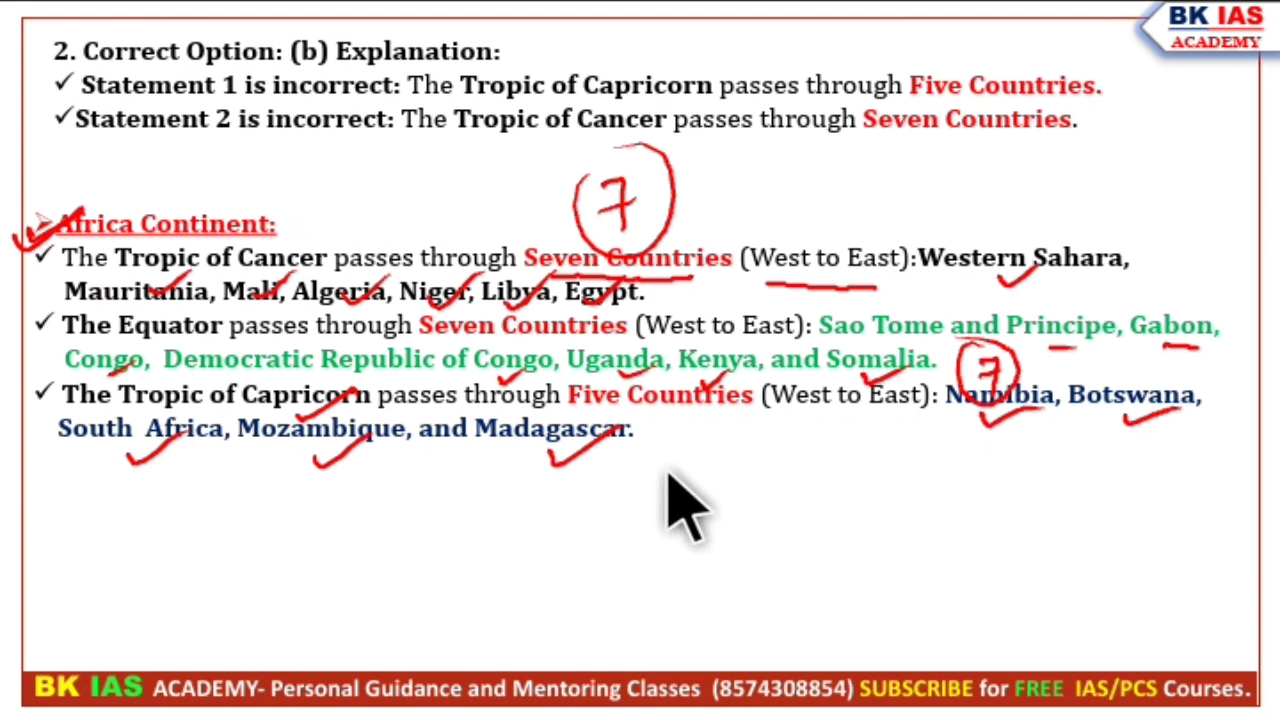 BK IAS
ACADEMY
2. Correct Option: (b) Explanation:
✓ Statement 1 is incorrect: The Tropic of Capricorn passes through Five Countries.
✓Statement 2 is incorrect: The Tropic of Cancer passes through Seven Countries.
7
➢Africa Continent:
✓ The Tropic of Cancer passes through Seven Countries (West to East):Western Sahara,
Mauritania, Mali, Algeria, Niger, Libya, Egypt.
✓ The Equator passes through Seven Countries (West to East): Sao Tome and Principe, Gabon,
Congo, Democratic Republic of Congo, Uganda, Kenya, and Somalia.
7
✓ The Tropic of Capricorn passes through Five Countries (West to East): Namibia, Botswana,
South Africa, Mozambique, and Madagascar.
BK IAS ACADEMY- Personal Guidance and Mentoring Classes (8574308854) SUBSCRIBE for FREE IAS/PCS Courses.